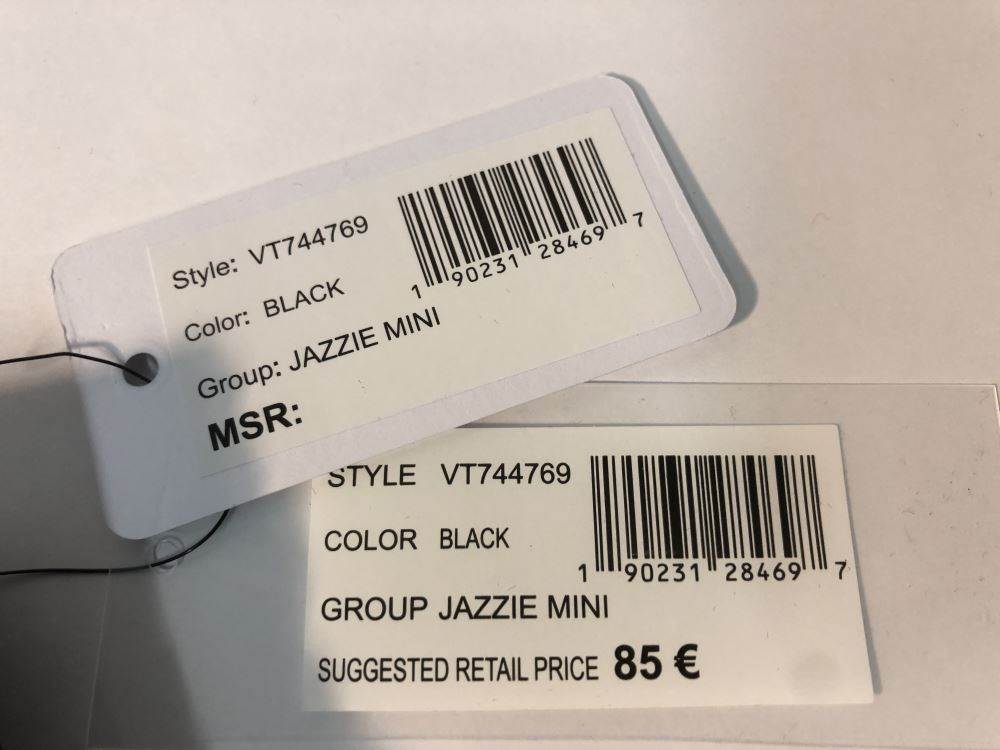 Style: VT744769
Color: BLACK
Group: JAZZIE MINI
MSR:
1 90231 28469 7
STYLE VT744769
COLOR BLACK
1 90231 28469 7
GROUP JAZZIE MINI
SUGGESTED RETAIL PRICE 85 €